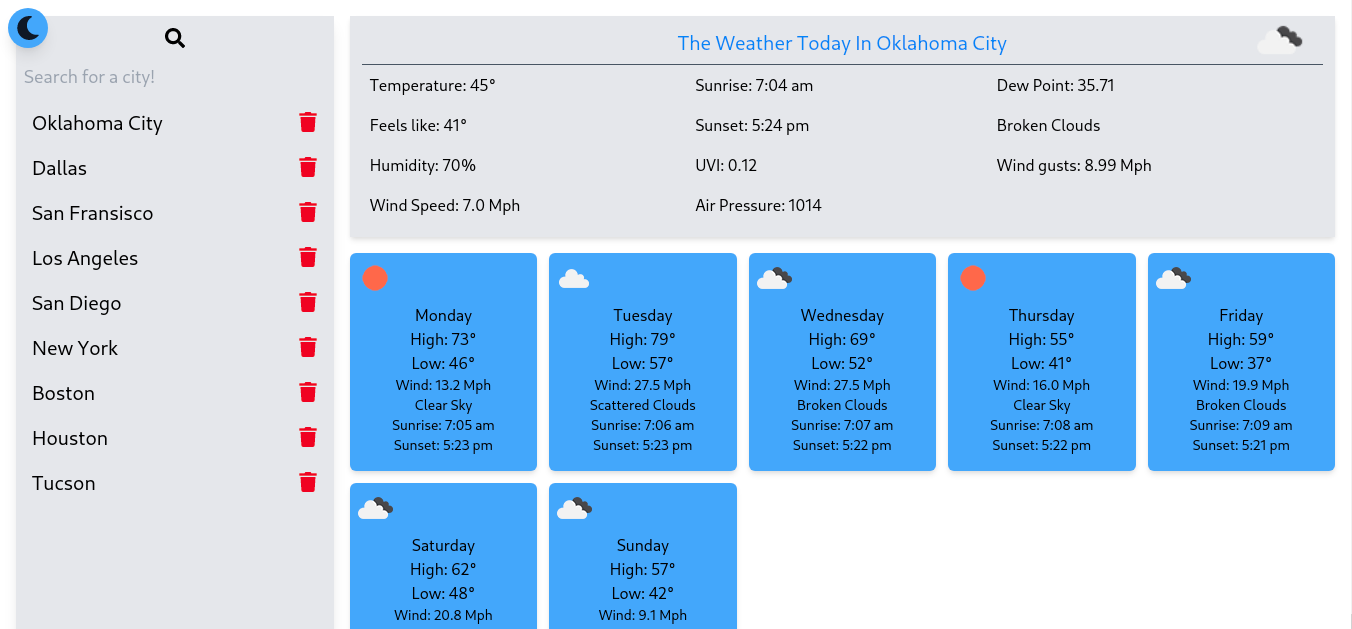 Search for a city!
Oklahoma City
Dallas
San Fransisco
Los Angeles
San Diego
New York
Boston
Houston
Tucson
The Weather Today In Oklahoma City
Temperature: 45°
Sunrise: 7:04 am
Dew Point: 35.71
Feels like: 41°
Sunset: 5:24 pm
Broken Clouds
Humidity: 70%
UVI: 0.12
Wind gusts: 8.99 Mph
Wind Speed: 7.0 Mph
Air Pressure: 1014
Monday
High: 73°
Low: 46°
Wind: 13.2 Mph
Clear Sky
Sunrise: 7:05 am
Sunset: 5:23 pm
Tuesday
High: 79°
Low: 57°
Wind: 27.5 Mph
Scattered Clouds
Sunrise: 7:06 am
Sunset: 5:23 pm
Wednesday
High: 69°
Low: 52°
Wind: 27.5 Mph
Broken Clouds
Sunrise: 7:07 am
Sunset: 5:22 pm
Thursday
High: 55°
Low: 41°
Wind: 16.0 Mph
Clear Sky
Sunrise: 7:08 am
Sunset: 5:22 pm
Friday
High: 59°
Low: 37°
Wind: 19.9 Mph
Broken Clouds
Sunrise: 7:09 am
Sunset: 5:21 pm
Saturday
High: 62°
Low: 48°
Wind: 20.8 Mph
Sunday
High: 57°
Low: 42°
Wind: 9.1 Mph